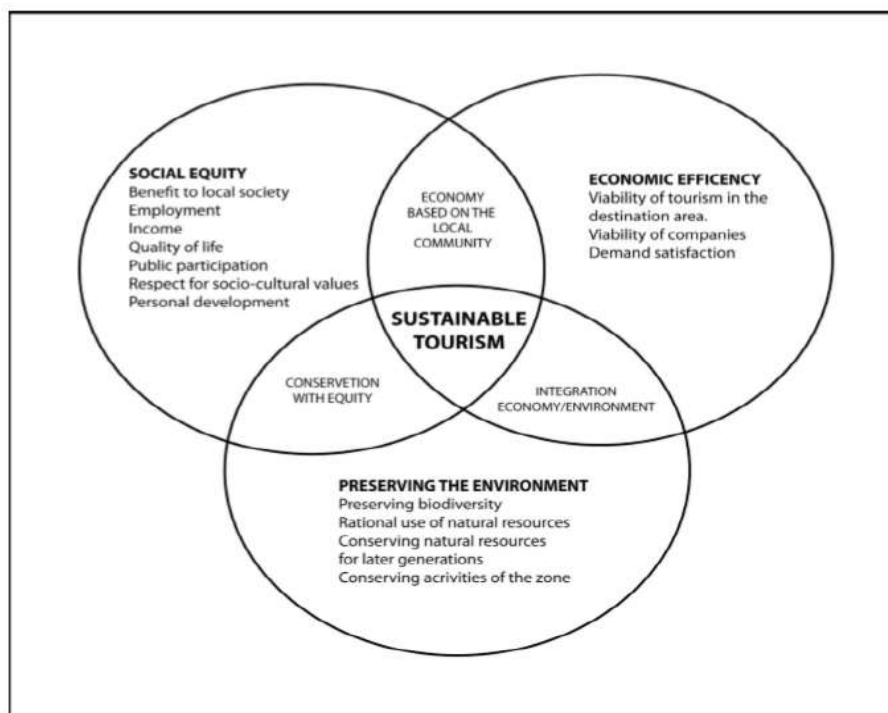 SOCIAL EQUITY
Benefit to local society
Employment
Income
Quality of life
Public participation
Respect for socio-cultural values
Personal development
ECONOMY
BASED ON THE
LOCAL
COMMUNITY
ECONOMIC EFFICENCY
Viability of tourism in the
destination area.
Viability of companies
Demand satisfaction
SUSTAINABLE
TOURISM
CONSERVETION
WITH EQUITY
INTEGRATION
ECONOMY/ENVIRONMENT
PRESERVING THE ENVIRONMENT
Preserving biodiversity
Rational use of natural resources
Conserving natural resources
for later generations
Conserving acrivities of the zone